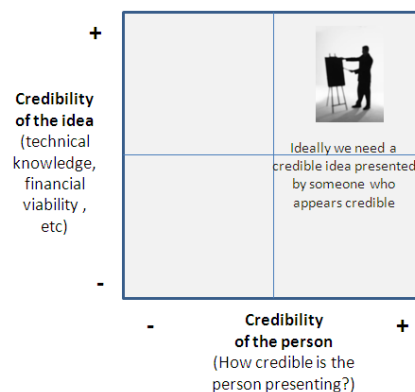 +
Credibility
of the idea
(technical
knowledge,
financial
viability ,
etc)
-
Ideally we need a
credible idea presented
by someone who
appears credible
-
Credibility
of the person
(How credible is the
person presenting?)
+